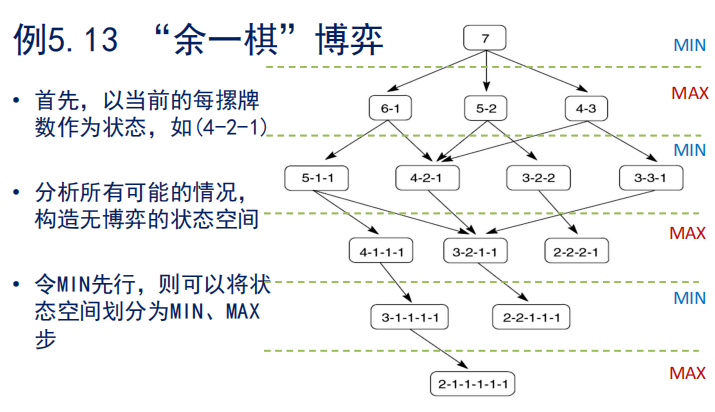 例5.13 “余一棋”博弈
• 首先，以当前的每摞牌
数作为状态，如(4-2-1)
• 分析所有可能的情况，
构造无博弈的状态空间
• 令MIN先行，则可以将状
态空间划分为MIN、MAX
步
7
MIN
6-1
5-2
4-3
MAX
5-1-1
4-2-1
3-2-2
3-3-1
MIN
4-1-1-1
3-2-1-1
2-2-2-1
MAX
3-1-1-1-1
2-2-1-1-1
MIN
2-1-1-1-1-1
MAX